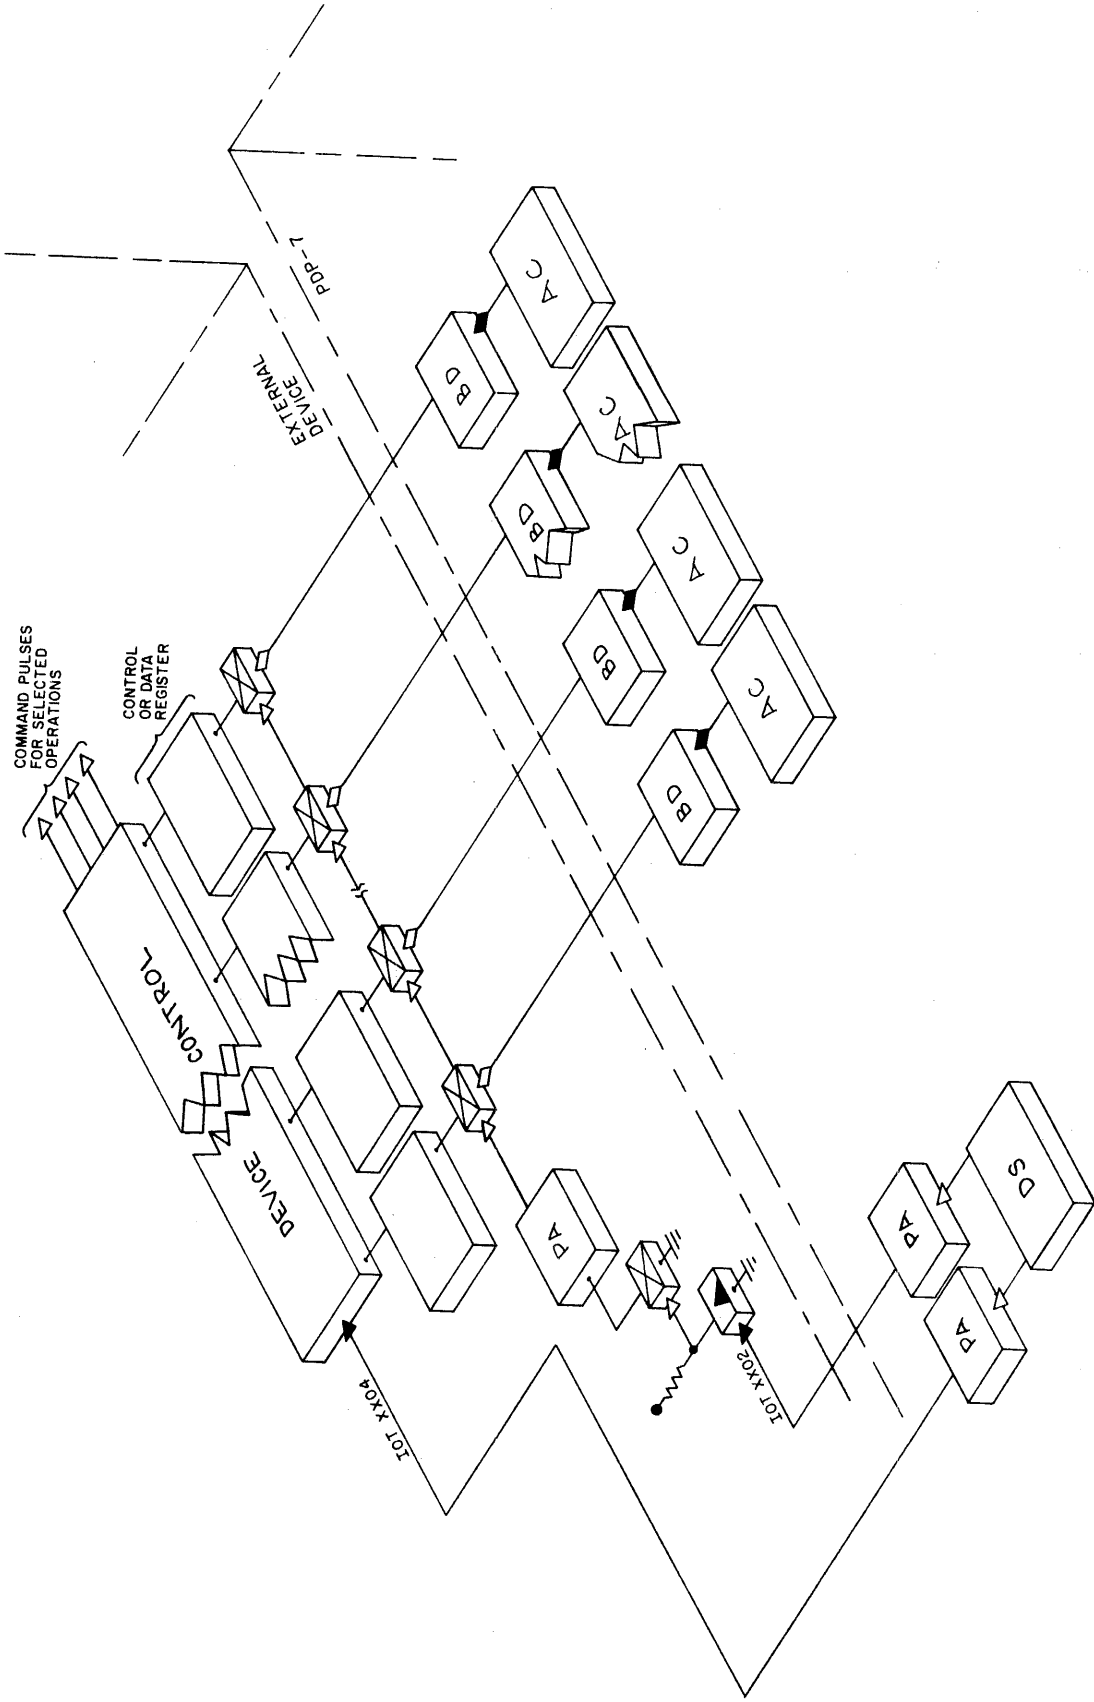 COMMAND PULSES
FOR SELECTED
OPERATIONS
CONTROL
OR DATA
REGISTER
CONTROL
DEVICE
EXTERNAL
DEVICE
PDP-7
BD
AC
BD
AC
BD
AC
BD
AC
PA
IOT XX04
IOT XX02
PA
PA
DS